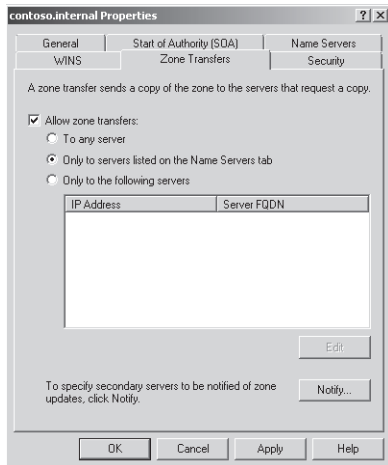 contoso.internal Properties
General Start of Authority (SOA) Name Servers
WINS Zone Transfers Security
A zone transfer sends a copy of the zone to the servers that request a copy.
Allow zone transfers:
To any server
Only to servers listed on the Name Servers tab
Only to the following servers
IP Address Server FQDN
Edit
To specify secondary servers to be notified of zone
updates, click Notify.
Notify...
OK Cancel Apply Help